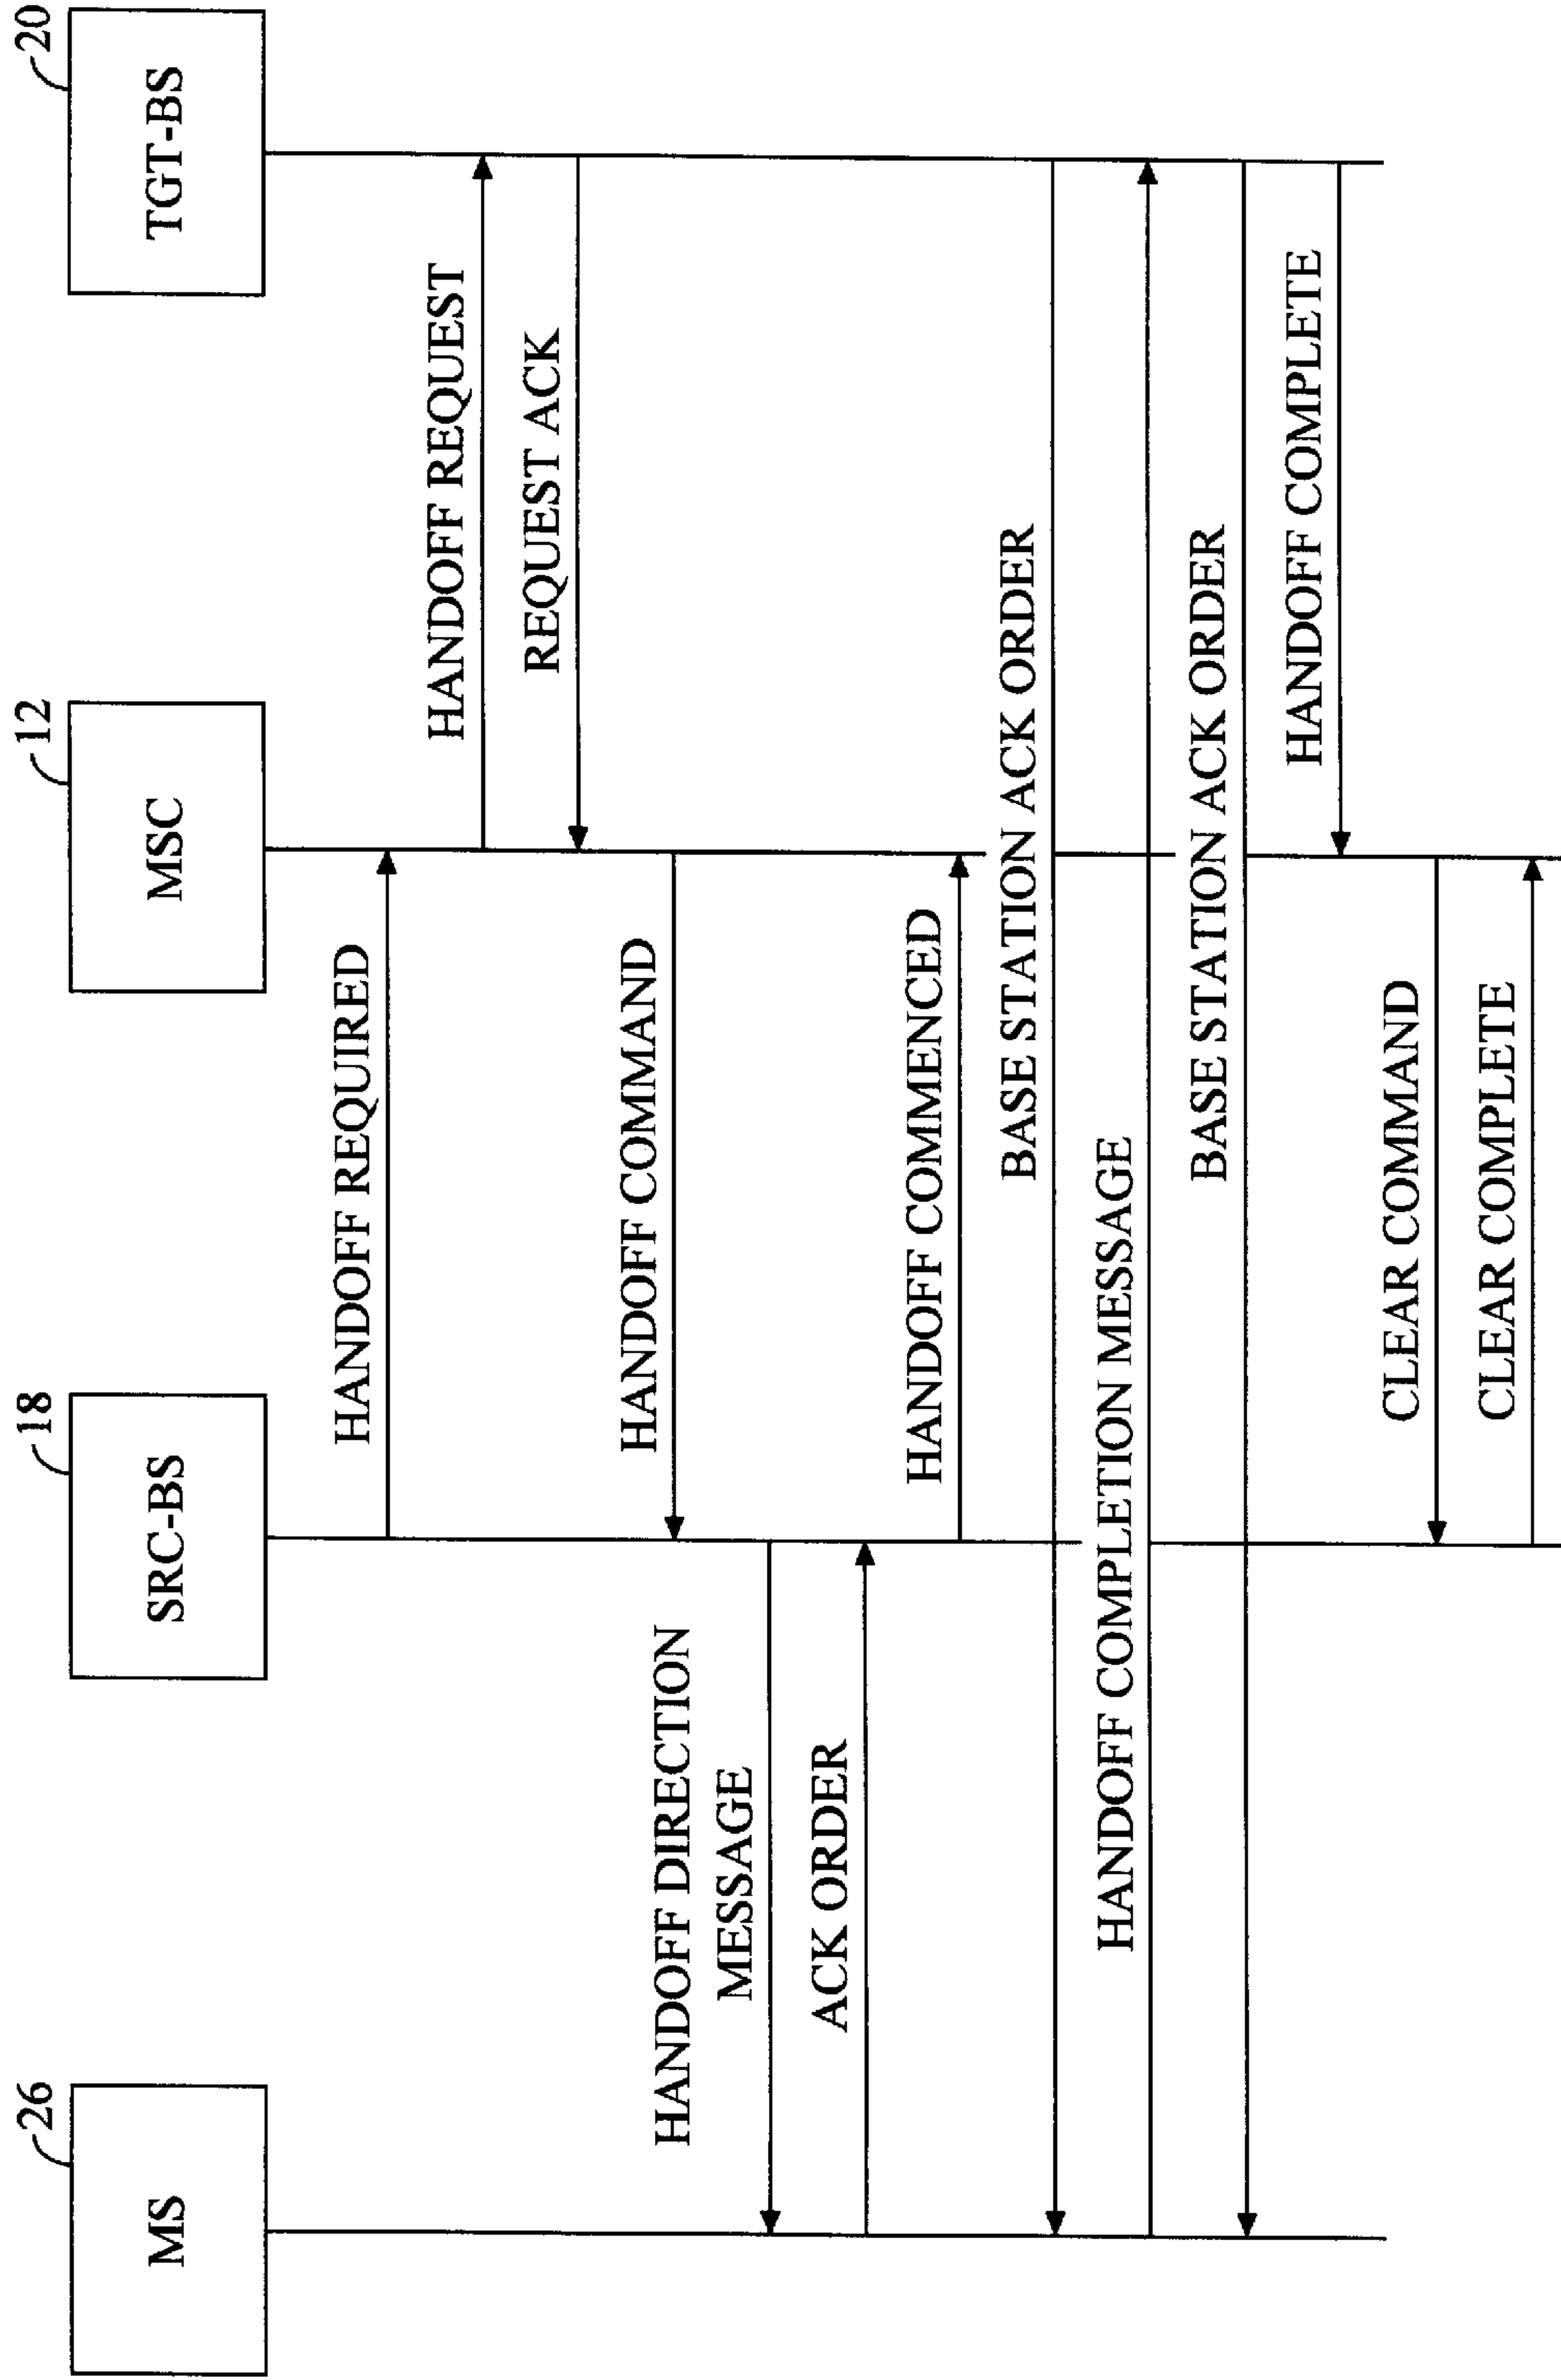 26
MS
18
SRC-BS
12
MSC
20
TGT-BS
HANDOFF REQUIRED
HANDOFF REQUEST
REQUEST ACK
HANDOFF COMMAND
HANDOFF DIRECTION
MESSAGE
ACK ORDER
HANDOFF COMMENCED
BASE STATION ACK ORDER
HANDOFF COMPLETION MESSAGE
BASE STATION ACK ORDER
HANDOFF COMPLETE
CLEAR COMMAND
CLEAR COMPLETE